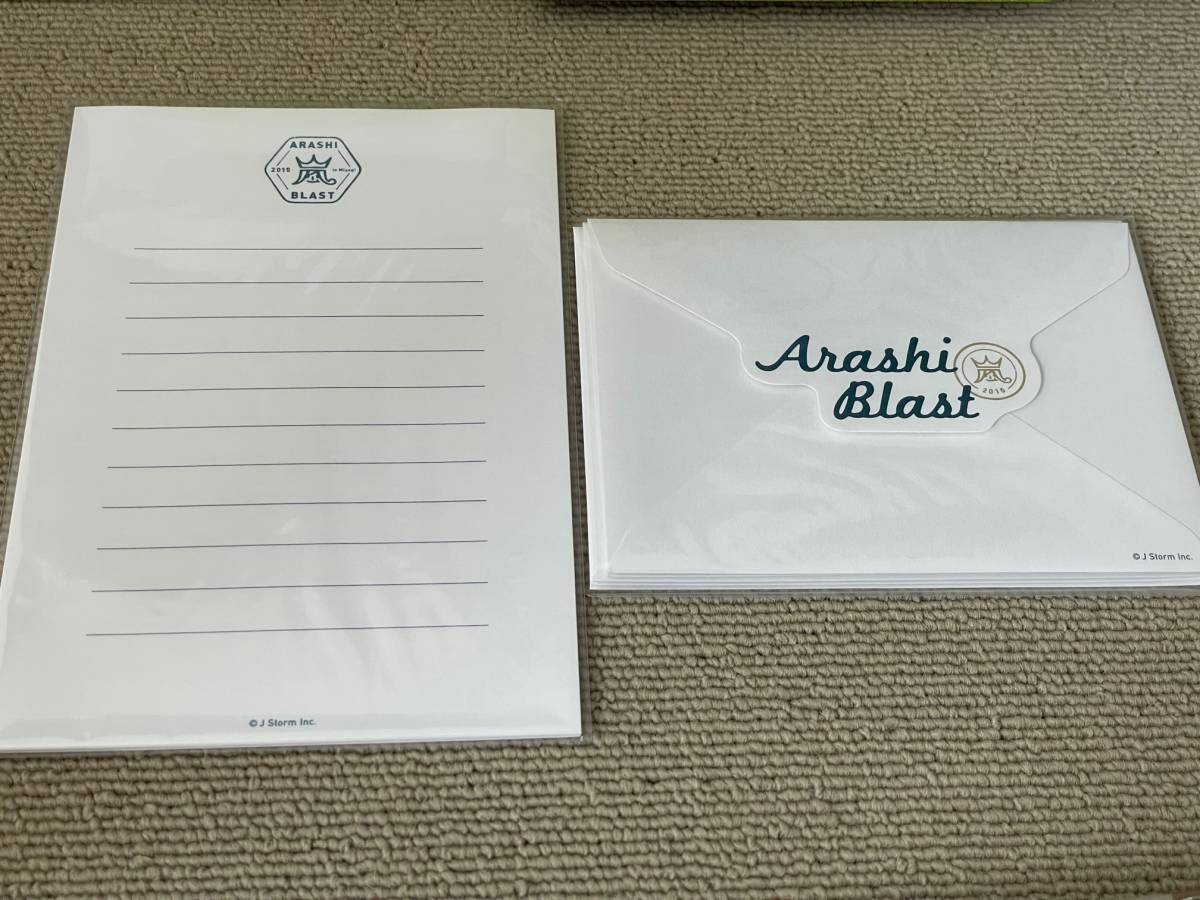 ARASHI
2015 嵐 in Miyagi
BLAST
© J Storm Inc.
Arashi
Blast
嵐
2015
© J Storm Inc.